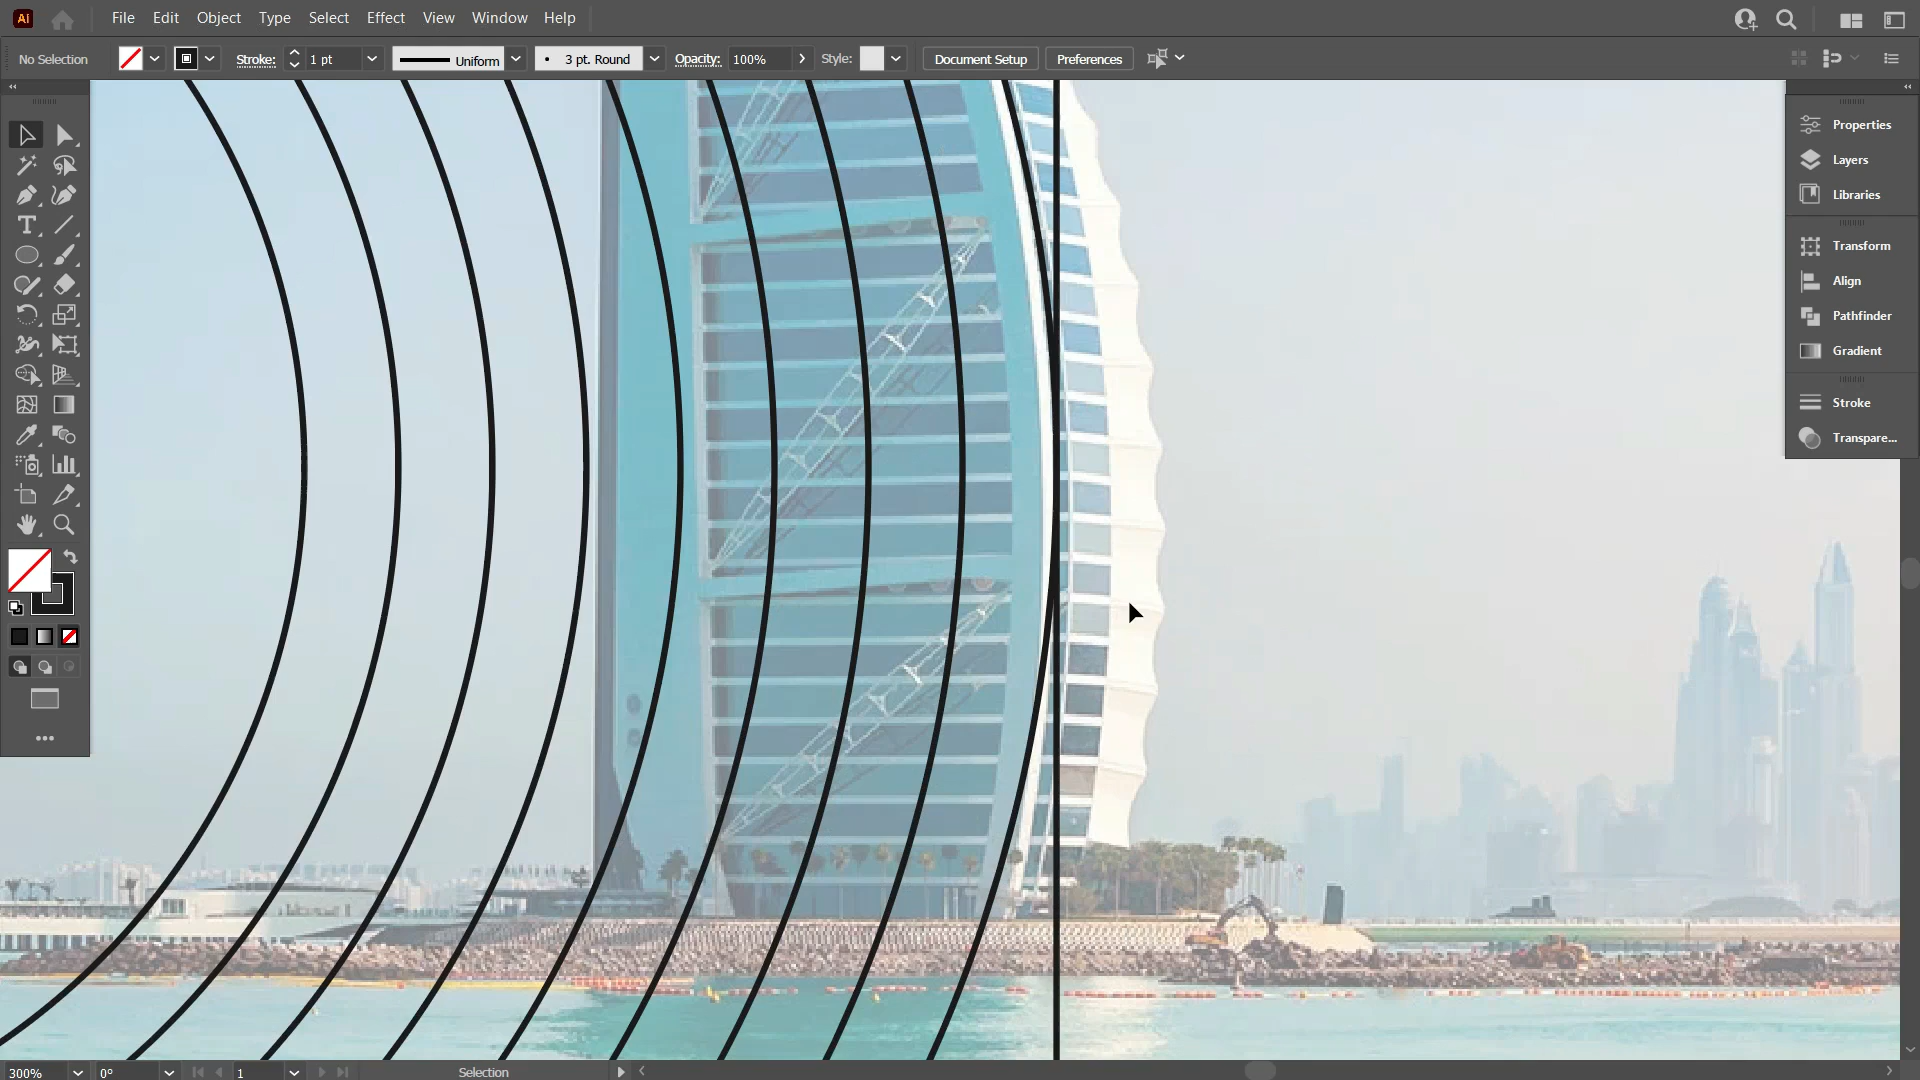 Ai File Edit Object Type Select Effect View Window Help
No Selection Stroke: 1 pt Uniform 3 pt. Round Opacity: 100% Style: Document Setup Preferences
Properties
Layers
Libraries
Transform
Align
Pathfinder
Gradient
Stroke
Transpare...
300% 0° 1 Selection